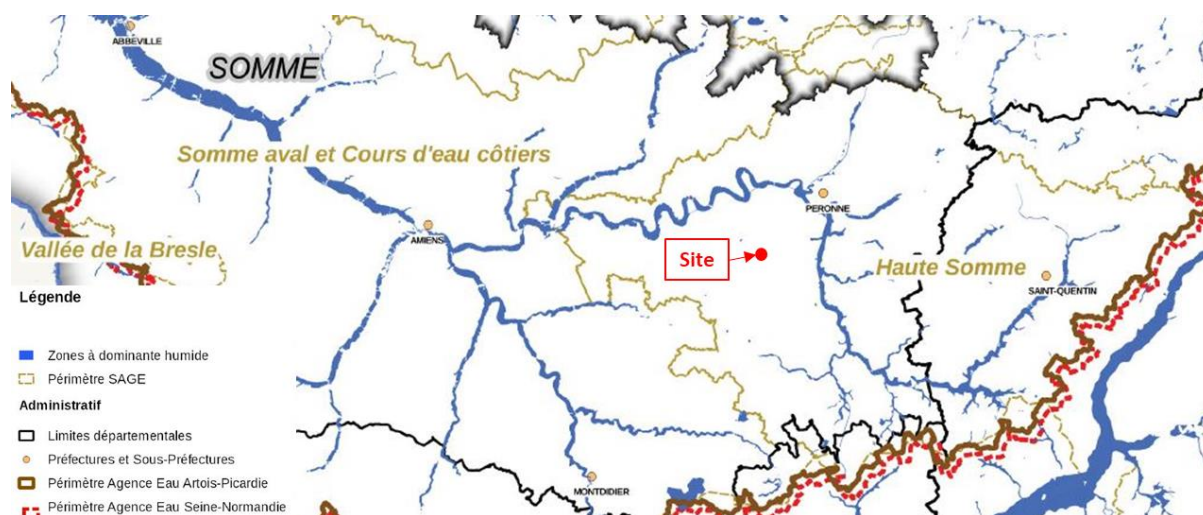 ABBEVILLE
SOMME
Somme aval et Cours d'eau côtiers
PERONNE
AMIENS
Vallée de la Bresle
Site
Haute Somme
SAINT-QUENTIN
Légende
Zones à dominante humide
Périmètre SAGE
Administratif
Limites départementales
Préfectures et Sous-Préfectures
Périmètre Agence Eau Artois-Picardie
Périmètre Agence Eau Seine-Normandie
MONTDIDIER